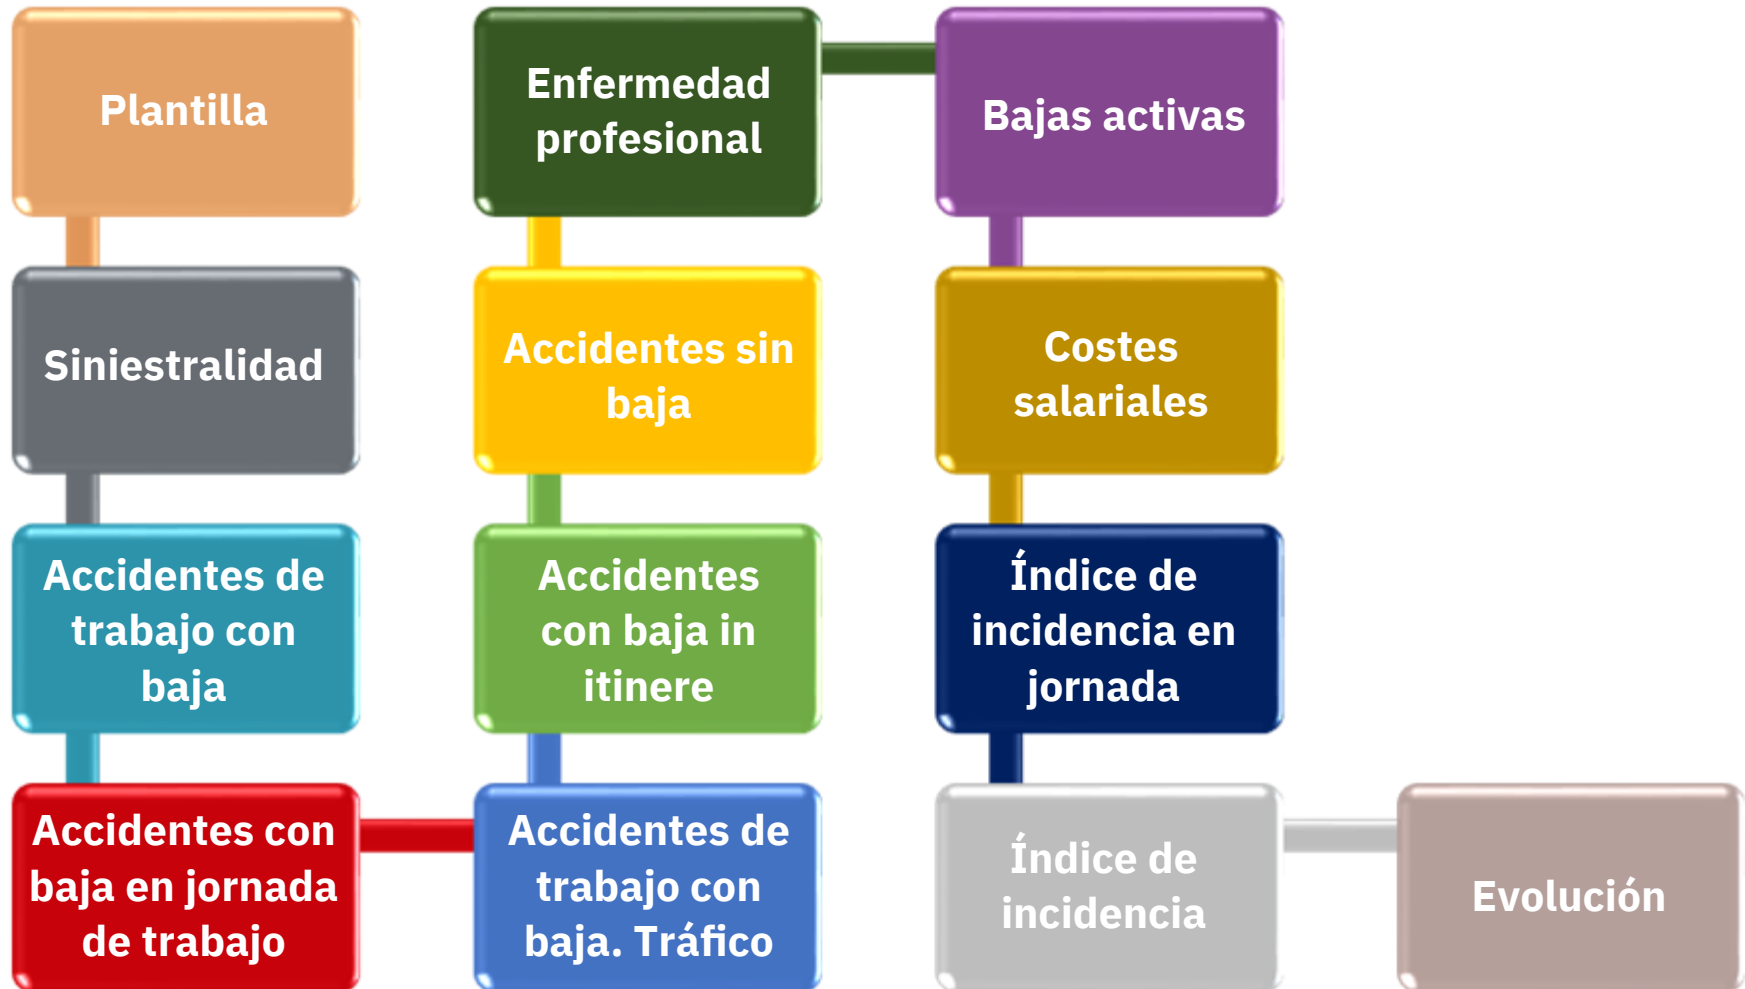 Plantilla
Siniestralidad
Accidentes de
trabajo con
baja
Accidentes con
baja en jornada
de trabajo
Accidentes de
trabajo con
baja. Tráfico
Accidentes
con baja in
itinere
Accidentes sin
baja
Enfermedad
profesional
Bajas activas
Costes
salariales
Índice de
incidencia en
jornada
Índice de
incidencia
Evolución